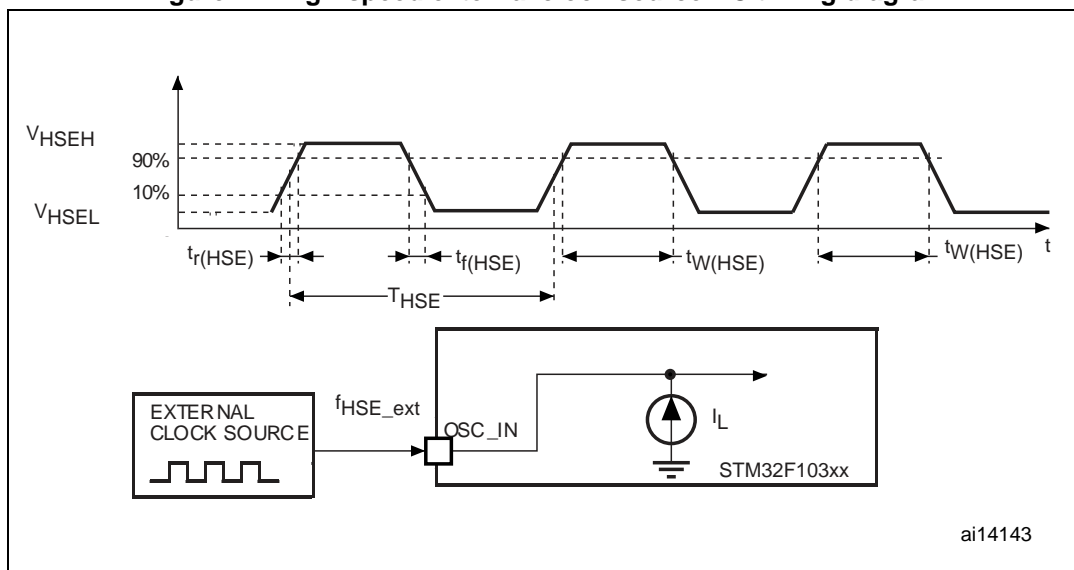 VHSEH
90%
10%
VHSEL
tr(HSE)
tf(HSE)
tW(HSE)
tW(HSE)
t
THSE
EXTERNAL
CLOCK SOURCE
fHSE_ext
OSC_IN
IL
STM32F103xx
ai14143